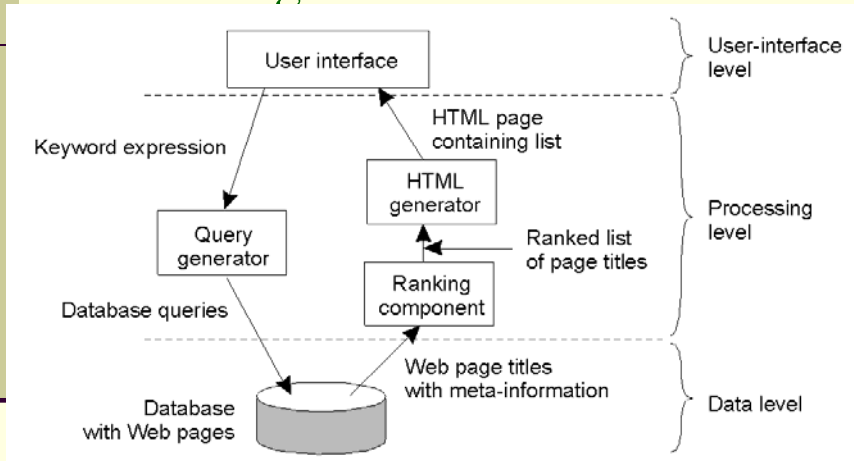 User interface
User-interface
level
Keyword expression
HTML page
containing list
HTML
generator
Processing
level
Query
generator
Ranked list
of page titles
Ranking
component
Database queries
Web page titles
with meta-information
Database
with Web pages
Data level